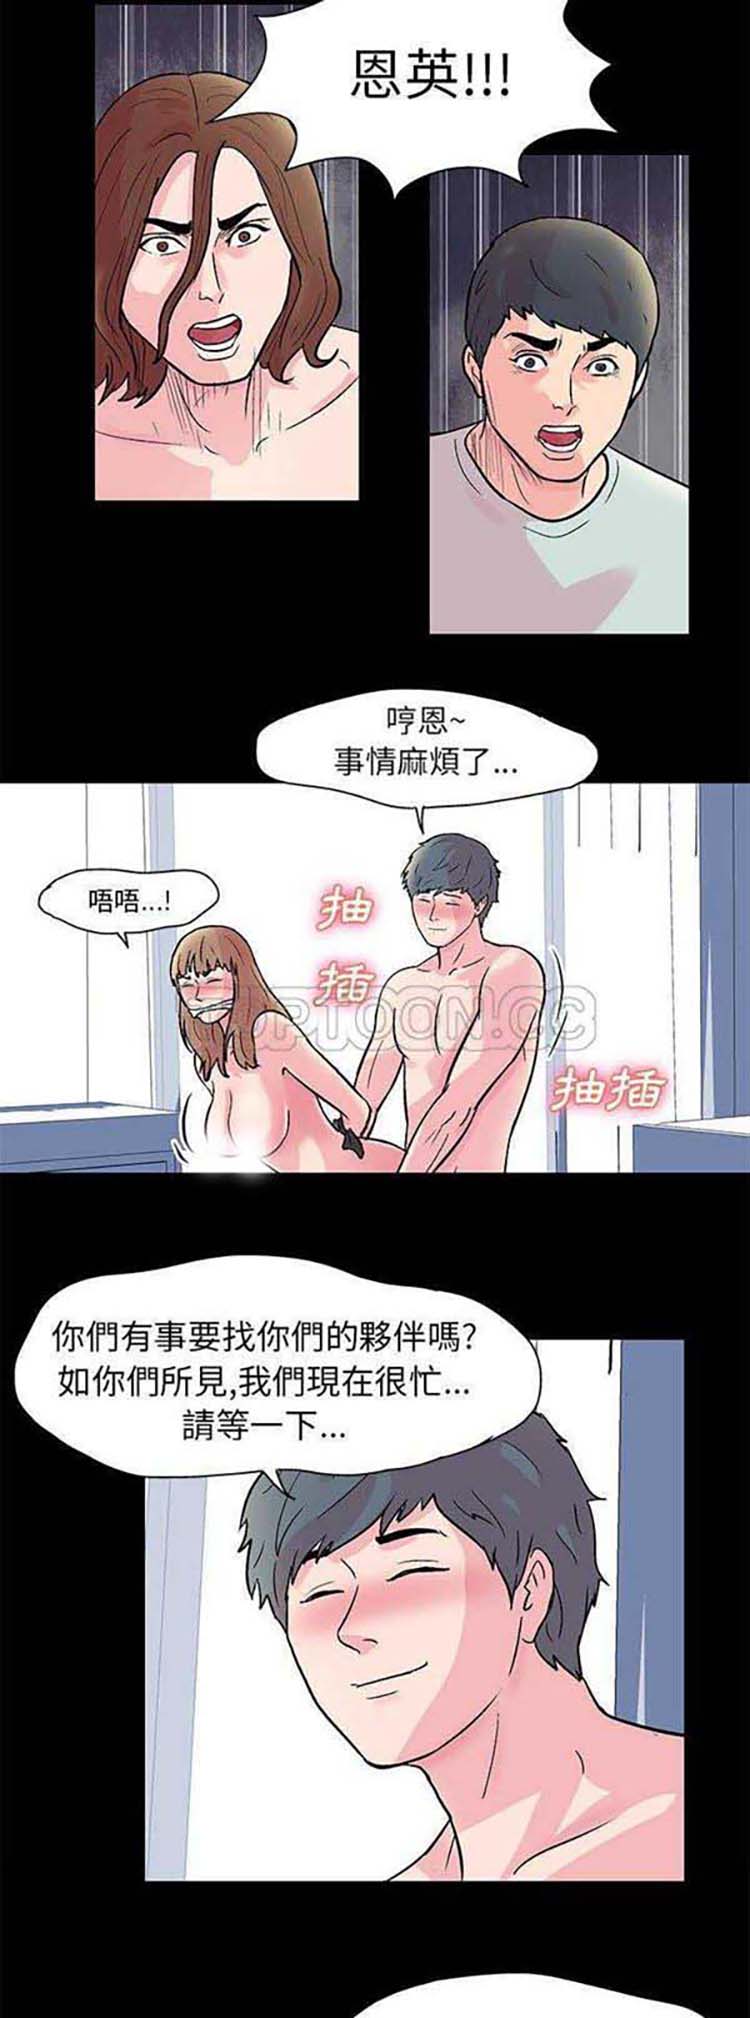 恩英!!!
哼恩~
事情麻煩了...
唔唔...!
抽
插
UPTOON.CC
抽插
你們有事要找你們的夥伴嗎?
如你們所見,我們現在很忙...
請等一下...